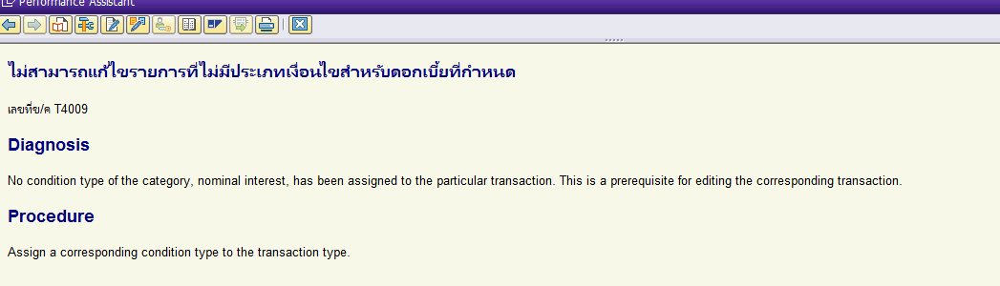 Performance Assistant
ไม่สามารถแก้ไขรายการที่ไม่มีประเภทเงื่อนไขสำหรับดอกเบี้ยที่กำหนด
เลขที่ข/ค T4009
Diagnosis
No condition type of the category, nominal interest, has been assigned to the particular transaction. This is a prerequisite for editing the corresponding transaction.
Procedure
Assign a corresponding condition type to the transaction type.